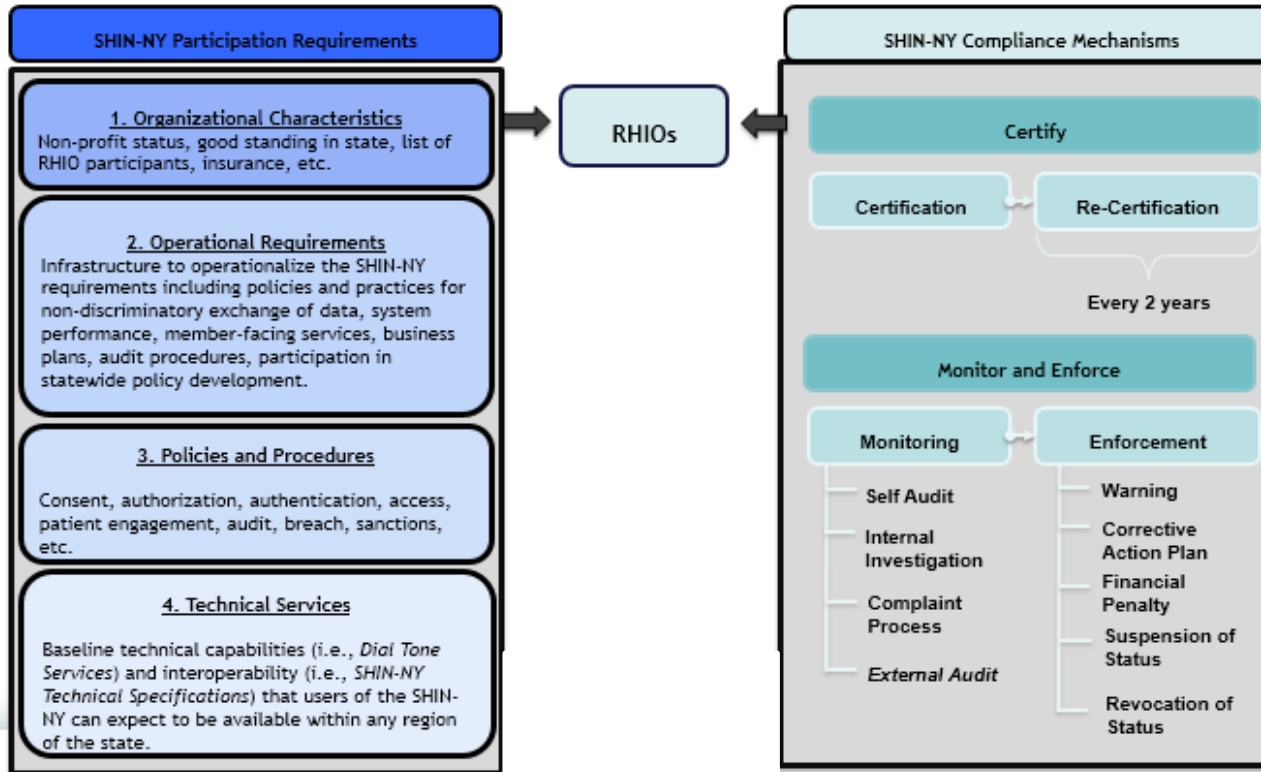 SHIN-NY Participation Requirements
1. Organizational Characteristics
Non-profit status, good standing in state, list of
RHIO participants, insurance, etc.
2. Operational Requirements
Infrastructure to operationalize the SHIN-NY
requirements including policies and practices for
non-discriminatory exchange of data, system
performance, member-facing services, business
plans, audit procedures, participation in
statewide policy development.
3. Policies and Procedures
Consent, authorization, authentication, access,
patient engagement, audit, breach, sanctions,
etc.
4. Technical Services
Baseline technical capabilities (i.e., Dial Tone
Services) and interoperability (i.e., SHIN-NY
Technical Specifications) that users of the SHIN-
NY can expect to be available within any region
of the state.
RHIOs
SHIN-NY Compliance Mechanisms
Certify
Certification
Re-Certification
Every 2 years
Monitor and Enforce
Monitoring
Self Audit
Internal
Investigation
Complaint
Process
External Audit
Enforcement
Warning
Corrective
Action Plan
Financial
Penalty
Suspension of
Status
Revocation of
Status